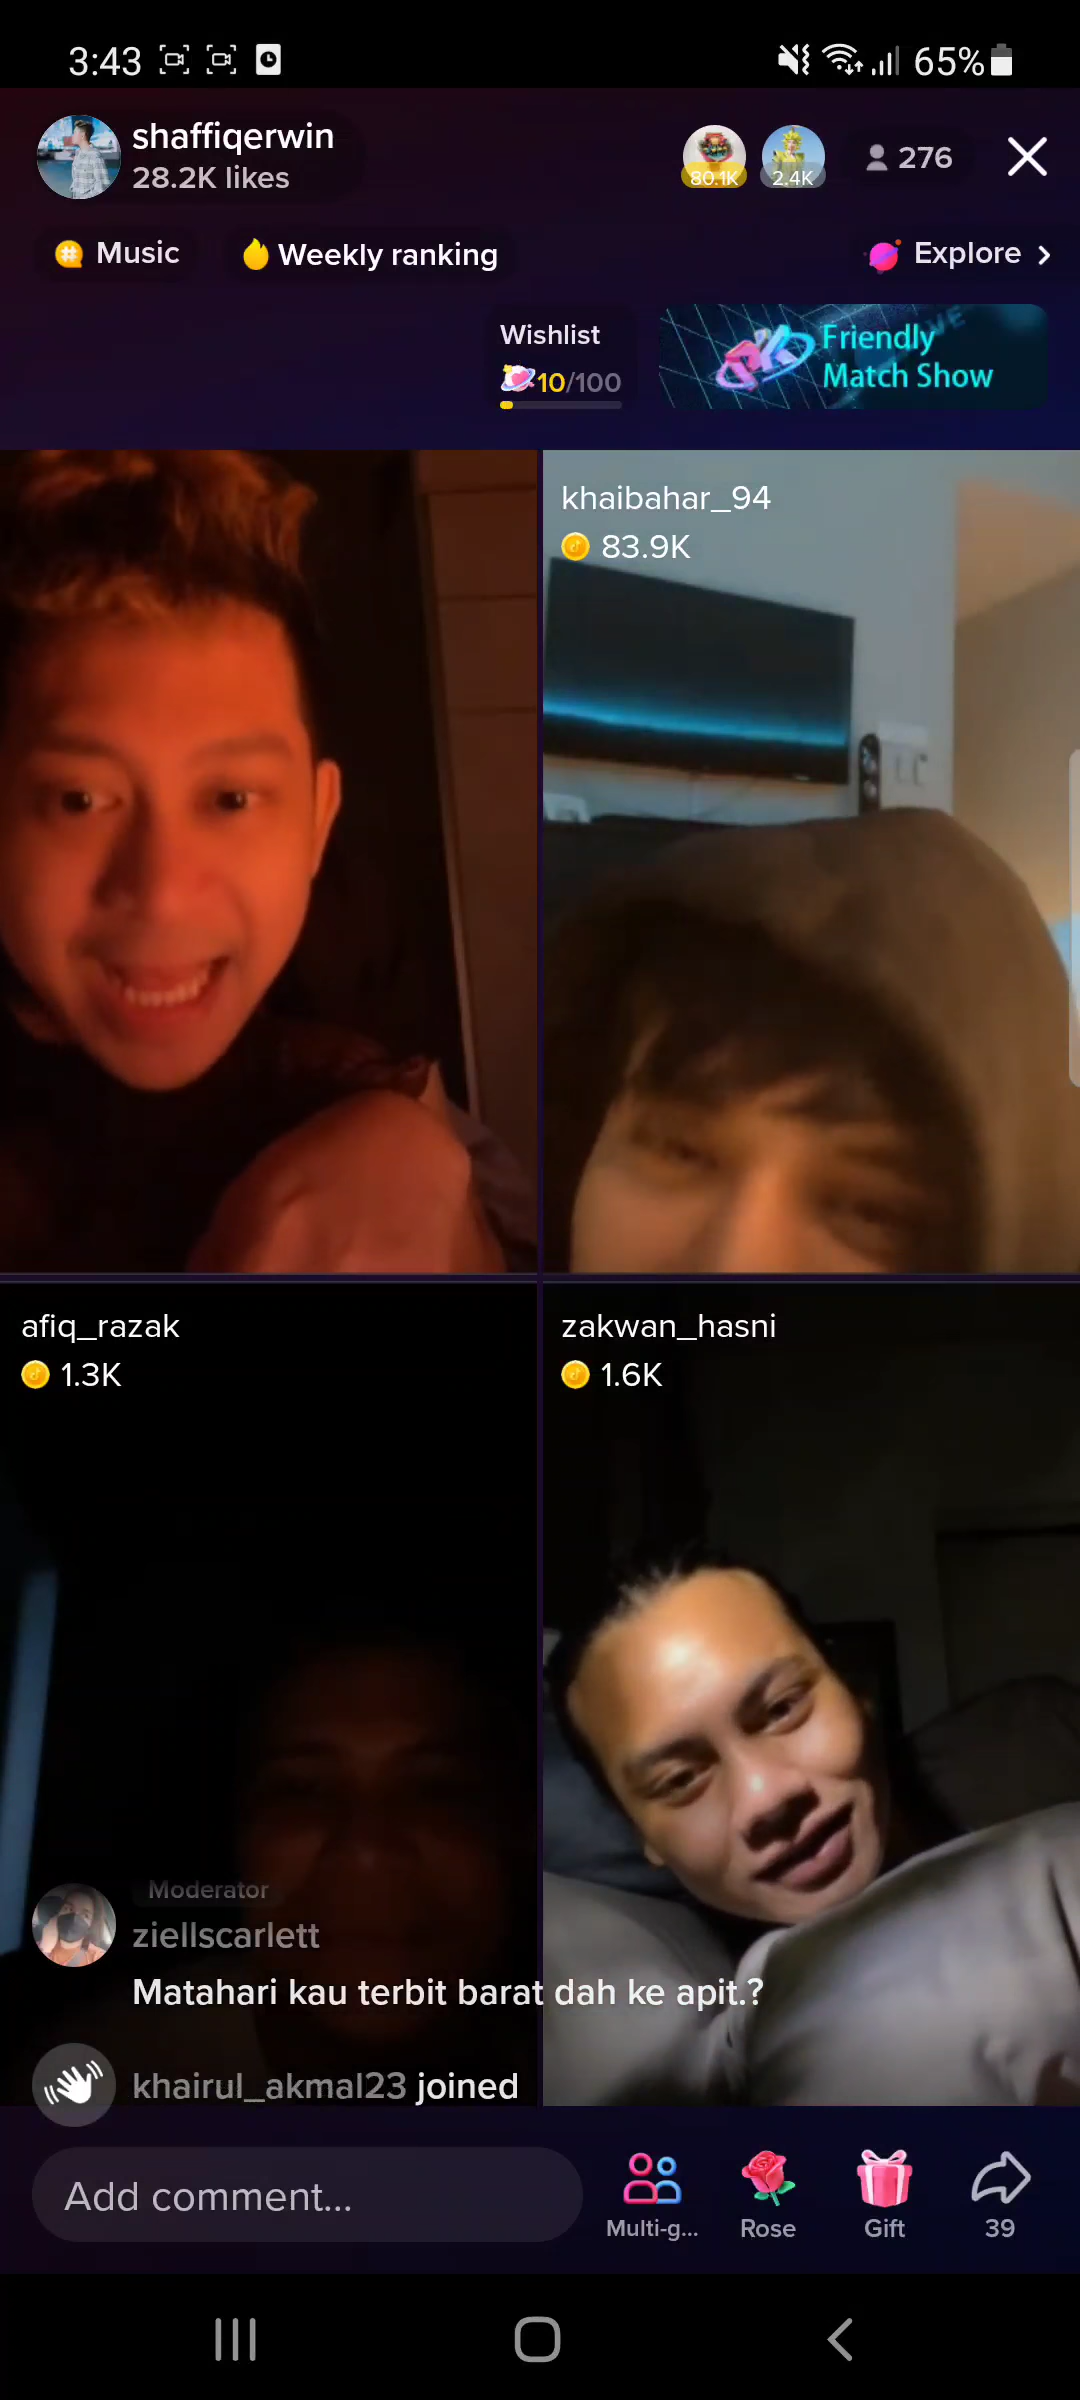 3:43
65%
shaffiqerwin
28.2K likes
80.1K
2.4K
276
Music
Weekly ranking
Explore
Wishlist
10/100
Friendly
Match Show
khaibahar_94
83.9K
afiq_razak
1.3K
zakwan_hasni
1.6K
Moderator
ziellscarlett
Matahari kau terbit barat dah ke apit.?
khairul_akmal23 joined
Add comment...
Multi-g...
Rose
Gift
39